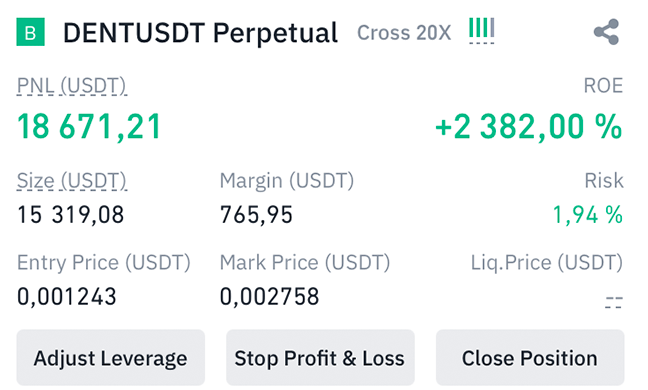 B DENTUSDT Perpetual Cross 20X
PNL (USDT) ROE
18 671,21 +2 382,00 %
Size (USDT) Margin (USDT) Risk
15 319,08 765,95 1,94 %
Entry Price (USDT) Mark Price (USDT) Liq.Price (USDT)
0,001243 0,002758 --
Adjust Leverage Stop Profit & Loss Close Position